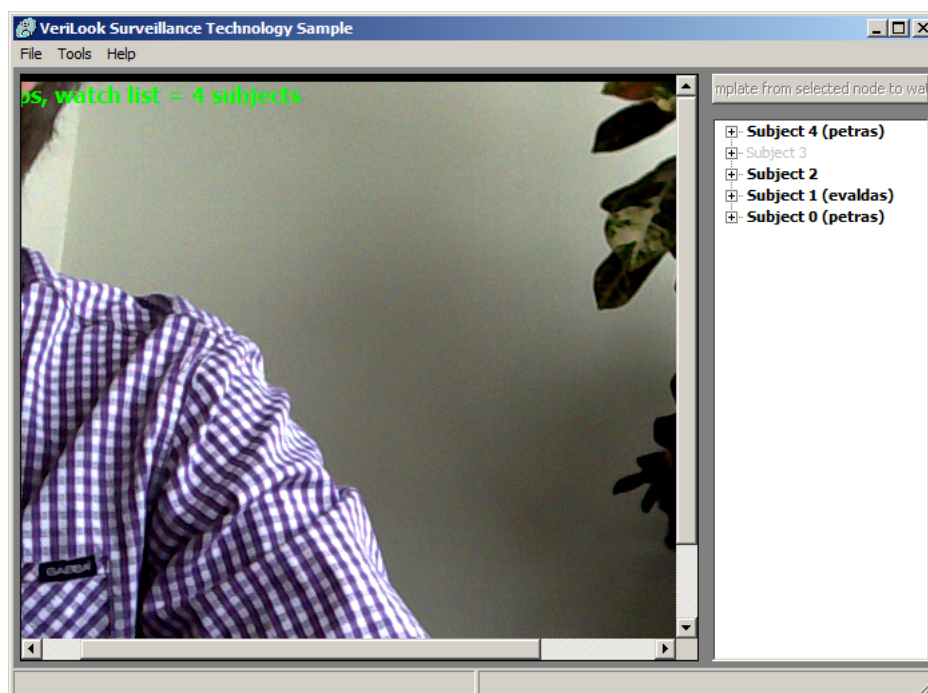 VeriLook Surveillance Technology Sample
File Tools Help
ps, watch list = 4 subjects
mplate from selected node to wat
Subject 4 (petras)
Subject 3
Subject 2
Subject 1 (evaldas)
Subject 0 (petras)
GABBA